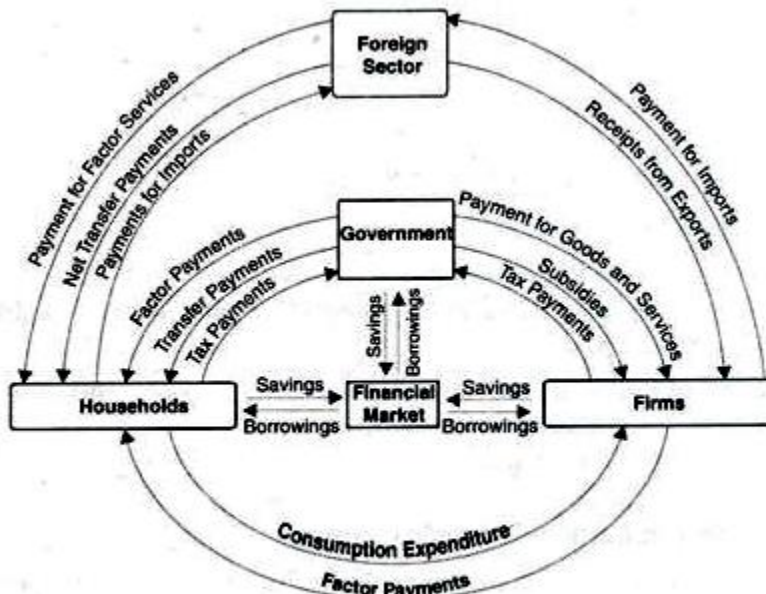 Foreign
Sector
Payment for Factor Services
Net Transfer Payments
Payments for Imports
Payment for Imports
Receipts from Exports
Government
Factor Payments
Transfer Payments
Tax Payments
Payment for Goods and Services
Subsidies
Tax Payments
Savings
Borrowings
Households
Savings
Borrowings
Financial
Market
Savings
Borrowings
Firms
Consumption Expenditure
Factor Payments